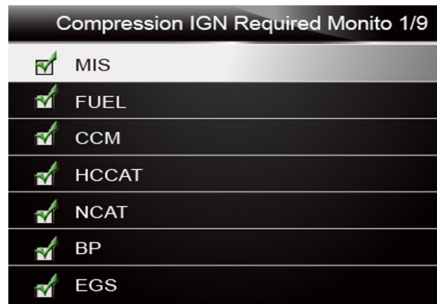 Compression IGN Required Monito 1/9
MIS
FUEL
CCM
HCCAT
NCAT
BP
EGS